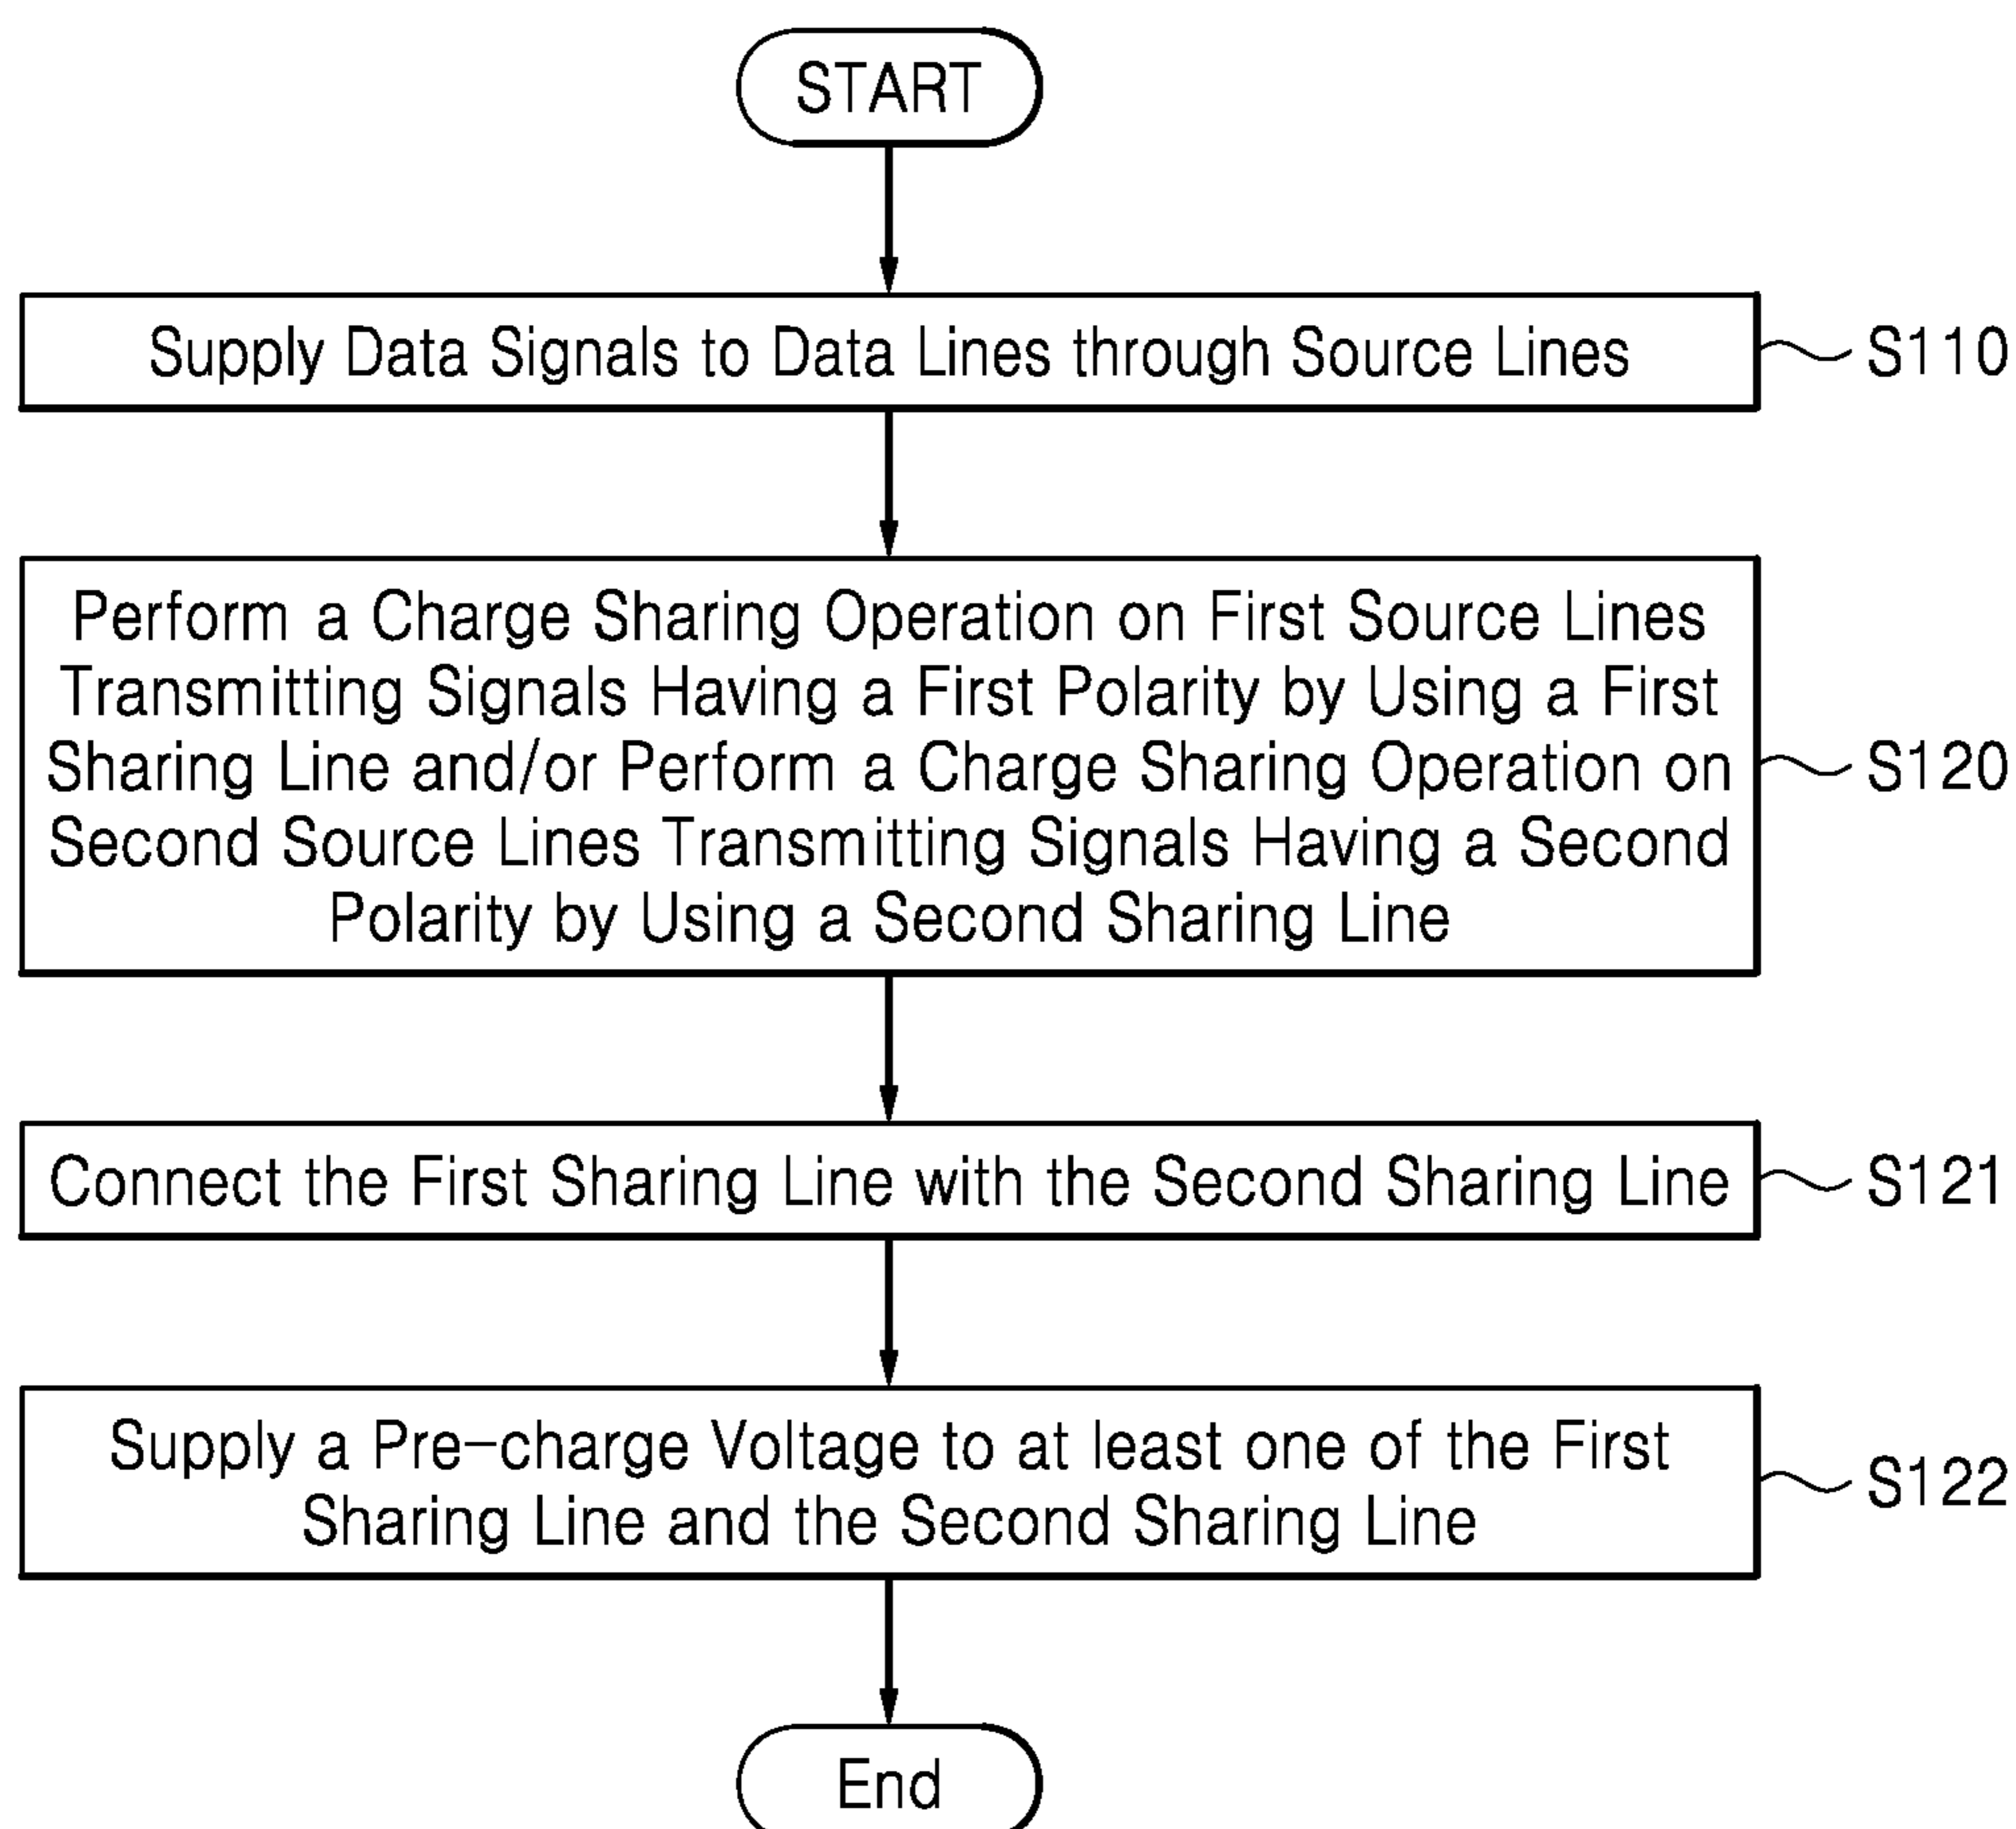 START
Supply Data Signals to Data Lines through Source Lines
S110
Perform a Charge Sharing Operation on First Source Lines
Transmitting Signals Having a First Polarity by Using a First
Sharing Line and/or Perform a Charge Sharing Operation on
Second Source Lines Transmitting Signals Having a Second
Polarity by Using a Second Sharing Line
S120
Connect the First Sharing Line with the Second Sharing Line
S121
Supply a Pre-charge Voltage to at least one of the First
Sharing Line and the Second Sharing Line
S122
End